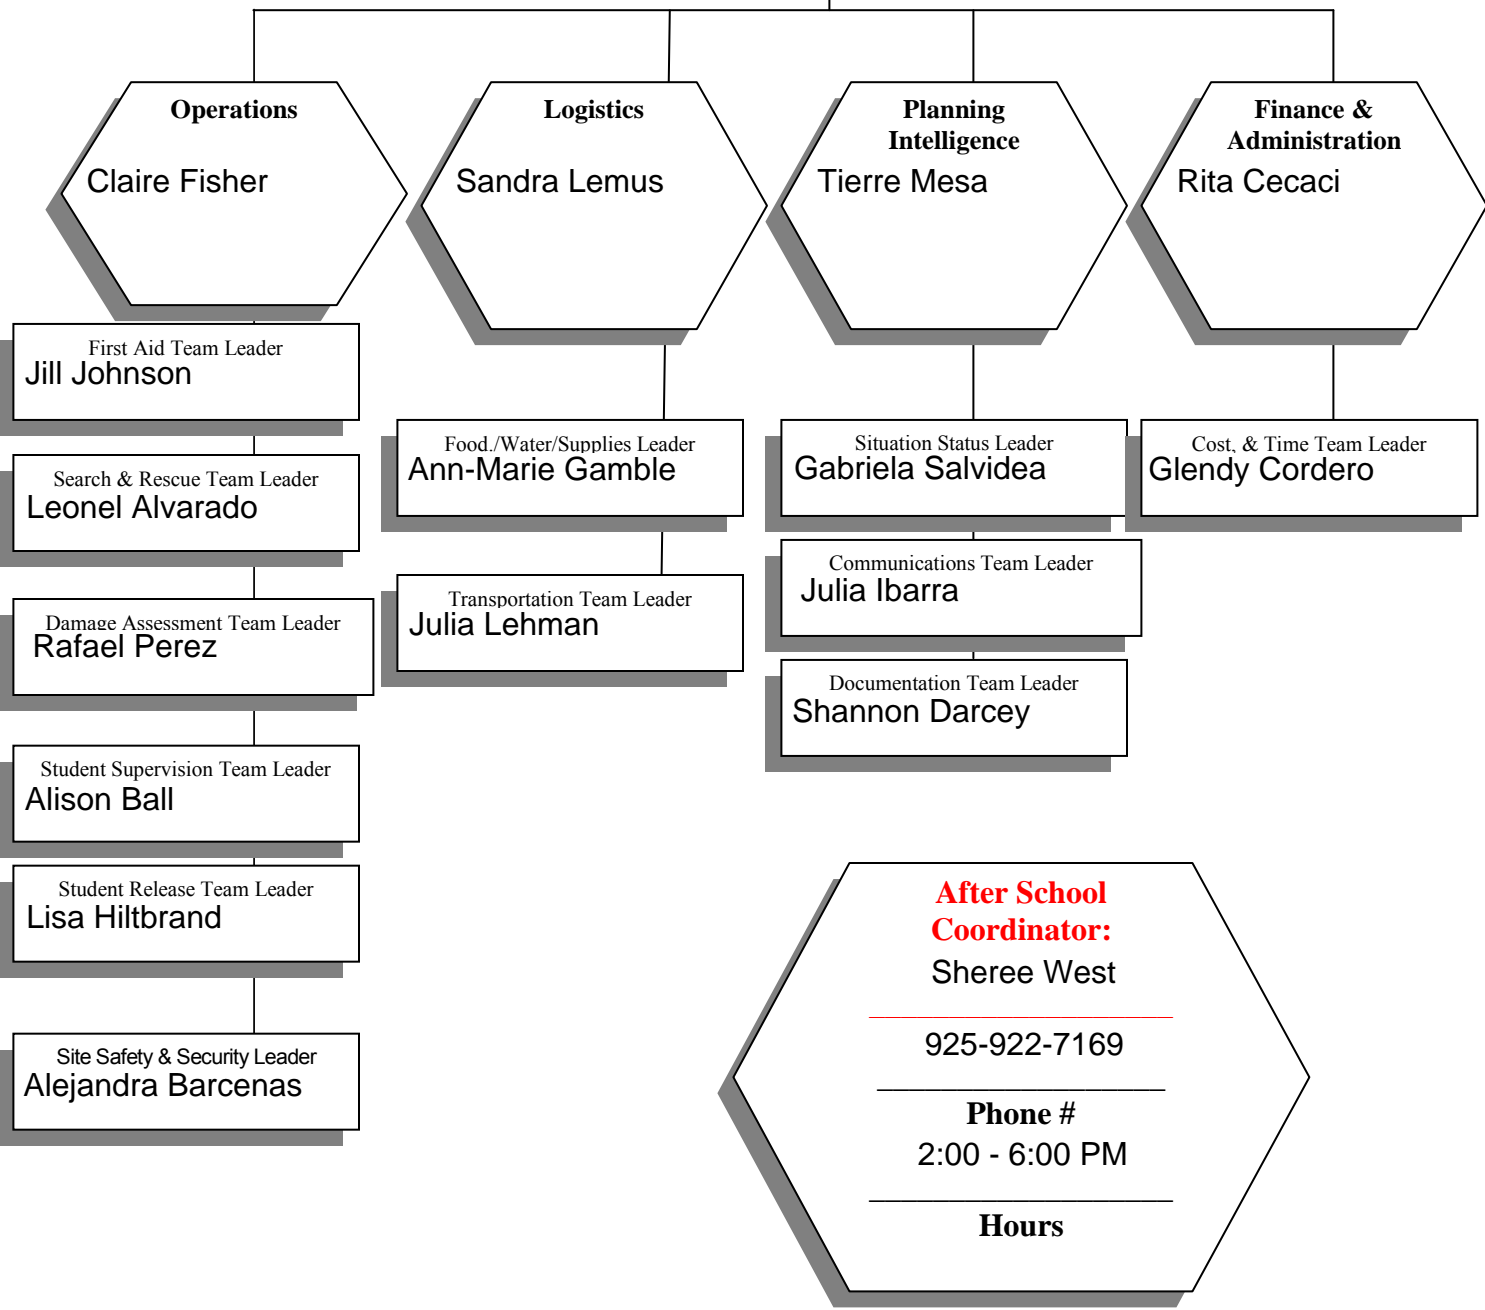 Operations
Claire Fisher
Logistics
Sandra Lemus
Planning
Intelligence
Tierre Mesa
Finance &
Administration
Rita Cecaci
First Aid Team Leader
Jill Johnson
Search & Rescue Team Leader
Leonel Alvarado
Damage Assessment Team Leader
Rafael Perez
Student Supervision Team Leader
Alison Ball
Student Release Team Leader
Lisa Hiltbrand
Site Safety & Security Leader
Alejandra Barcenas
Food./Water/Supplies Leader
Ann-Marie Gamble
Transportation Team Leader
Julia Lehman
Situation Status Leader
Gabriela Salvidea
Communications Team Leader
Julia Ibarra
Documentation Team Leader
Shannon Darcey
Cost, & Time Team Leader
Glendy Cordero
After School
Coordinator:
Sheree West
925-922-7169
Phone #
2:00 - 6:00 PM
Hours